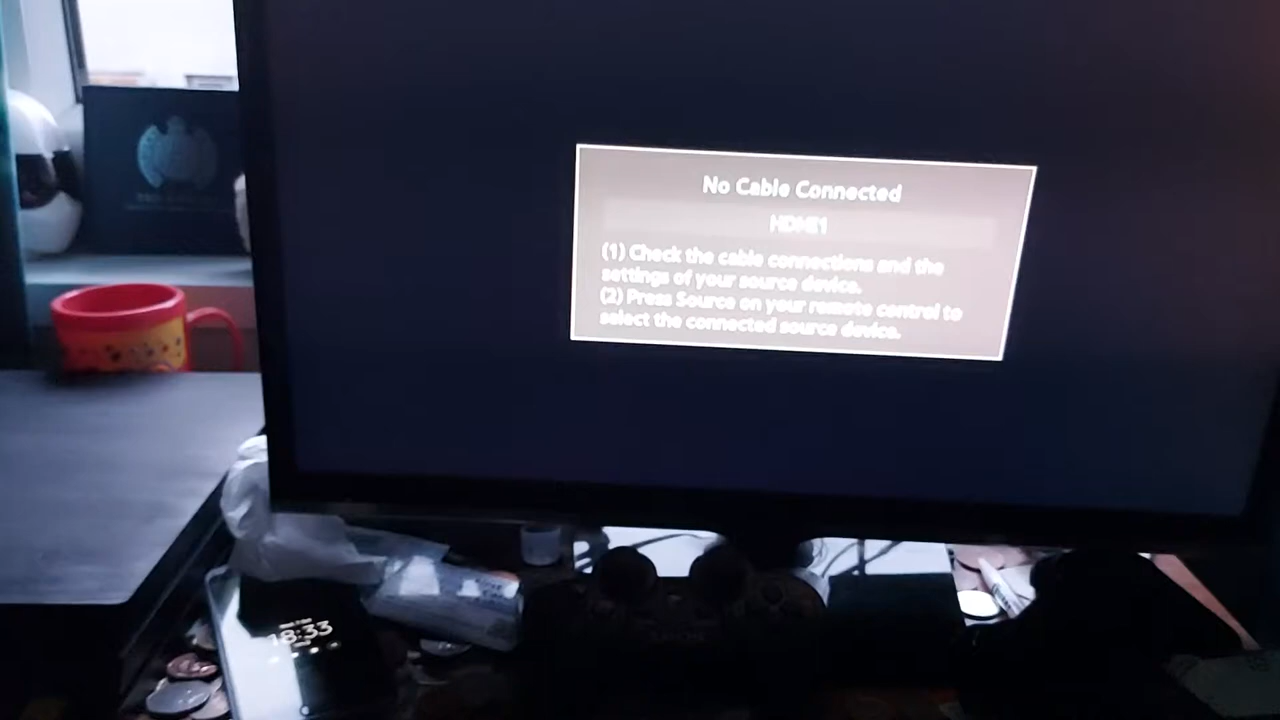 No Cable Connected
HDMI1
(1) Check the cable connections and the
settings of your source device.
(2) Press Source on your remote control to
select the connected source device.
18:33